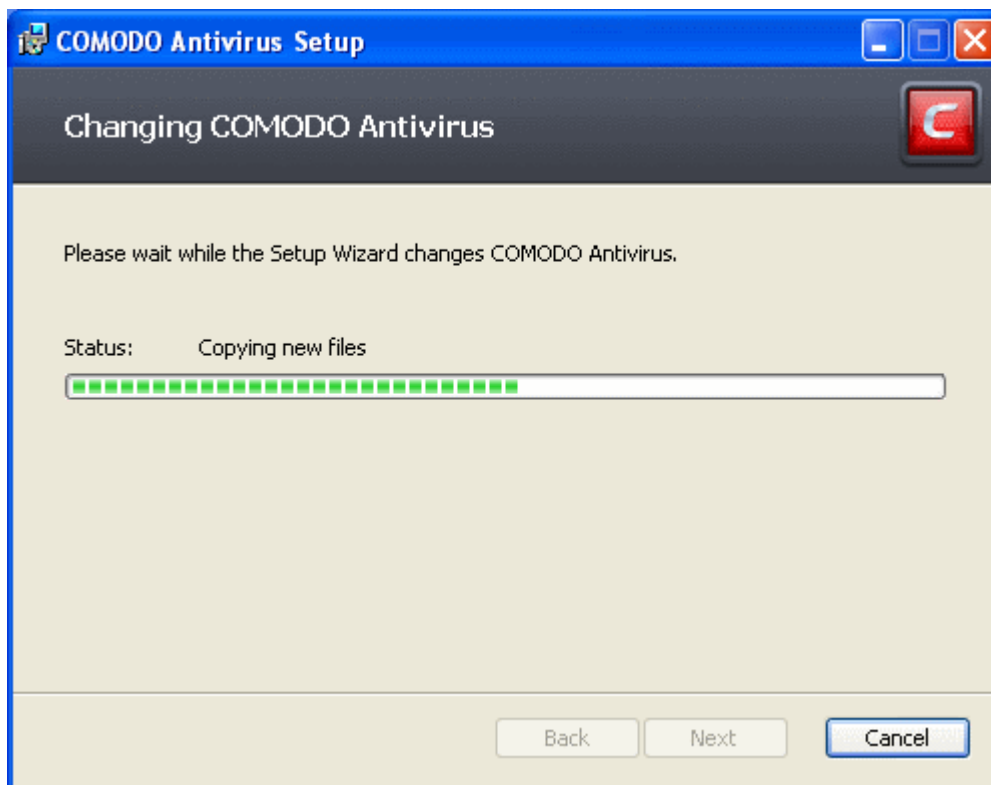 COMODO Antivirus Setup
Changing COMODO Antivirus
Please wait while the Setup Wizard changes COMODO Antivirus.
Status: Copying new files
Back Next Cancel